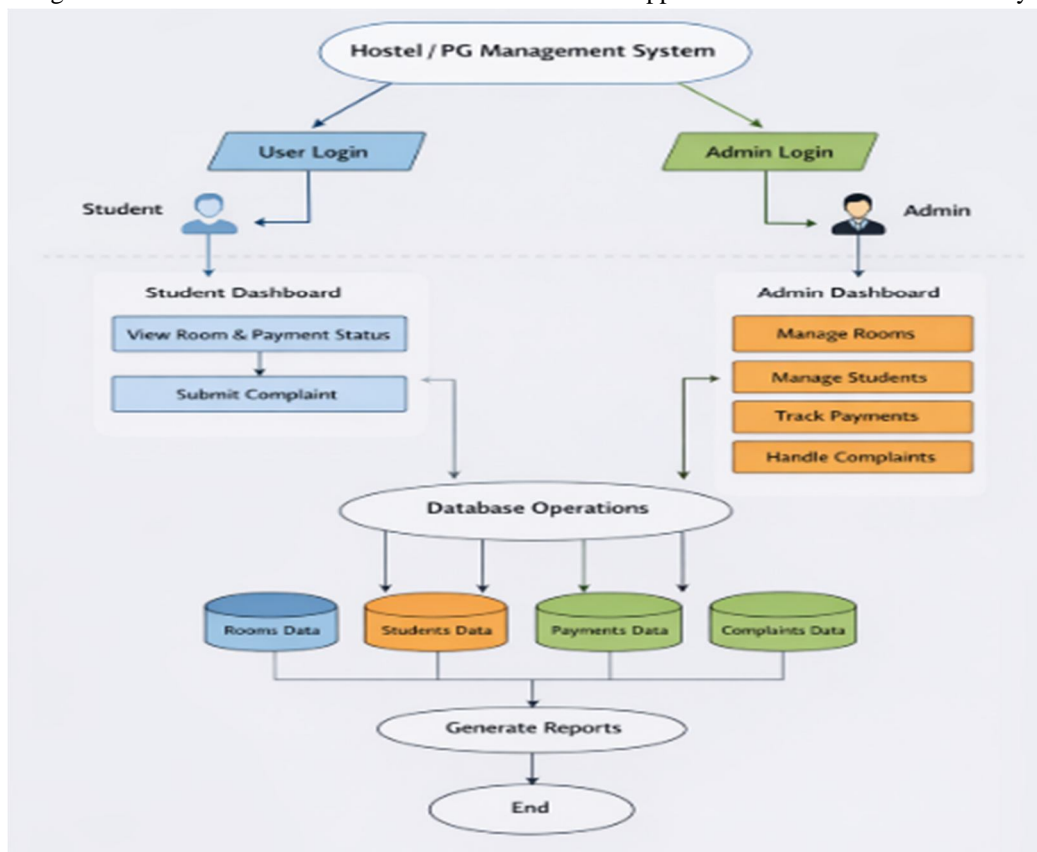 Hostel / PG Management System
User Login
Admin Login
Student
Admin
Student Dashboard
Admin Dashboard
View Room & Payment Status
Submit Complaint
Manage Rooms
Manage Students
Track Payments
Handle Complaints
Database Operations
Rooms Data
Students Data
Payments Data
Complaints Data
Generate Reports
End